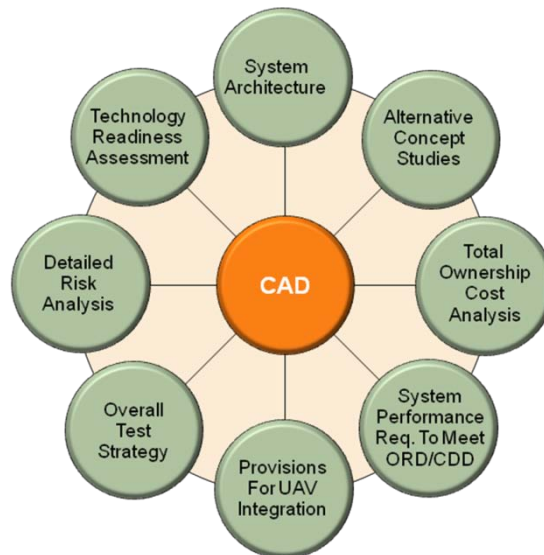 System
Architecture
Alternative
Concept
Studies
Total
Ownership
Cost
Analysis
System
Performance
Req. To Meet
ORD/CDD
Provisions
For UAV
Integration
Overall
Test
Strategy
Detailed
Risk
Analysis
Technology
Readiness
Assessment
CAD